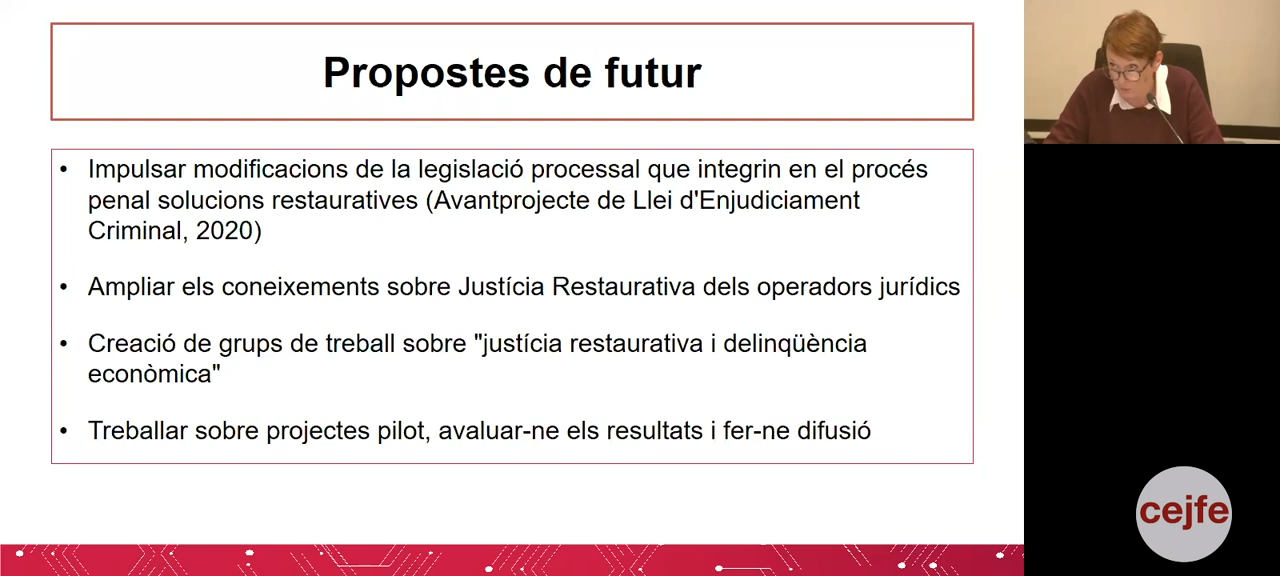 Propostes de futur
• Impulsar modificacions de la legislació processal que integrin en el procés
penal solucions restauratives (Avantprojecte de Llei d'Enjudiciament
Criminal, 2020)
• Ampliar els coneixements sobre Justícia Restaurativa dels operadors jurídics
• Creació de grups de treball sobre "justícia restaurativa i delinqüència
econòmica"
• Treballar sobre projectes pilot, avaluar-ne els resultats i fer-ne difusió
cejfe